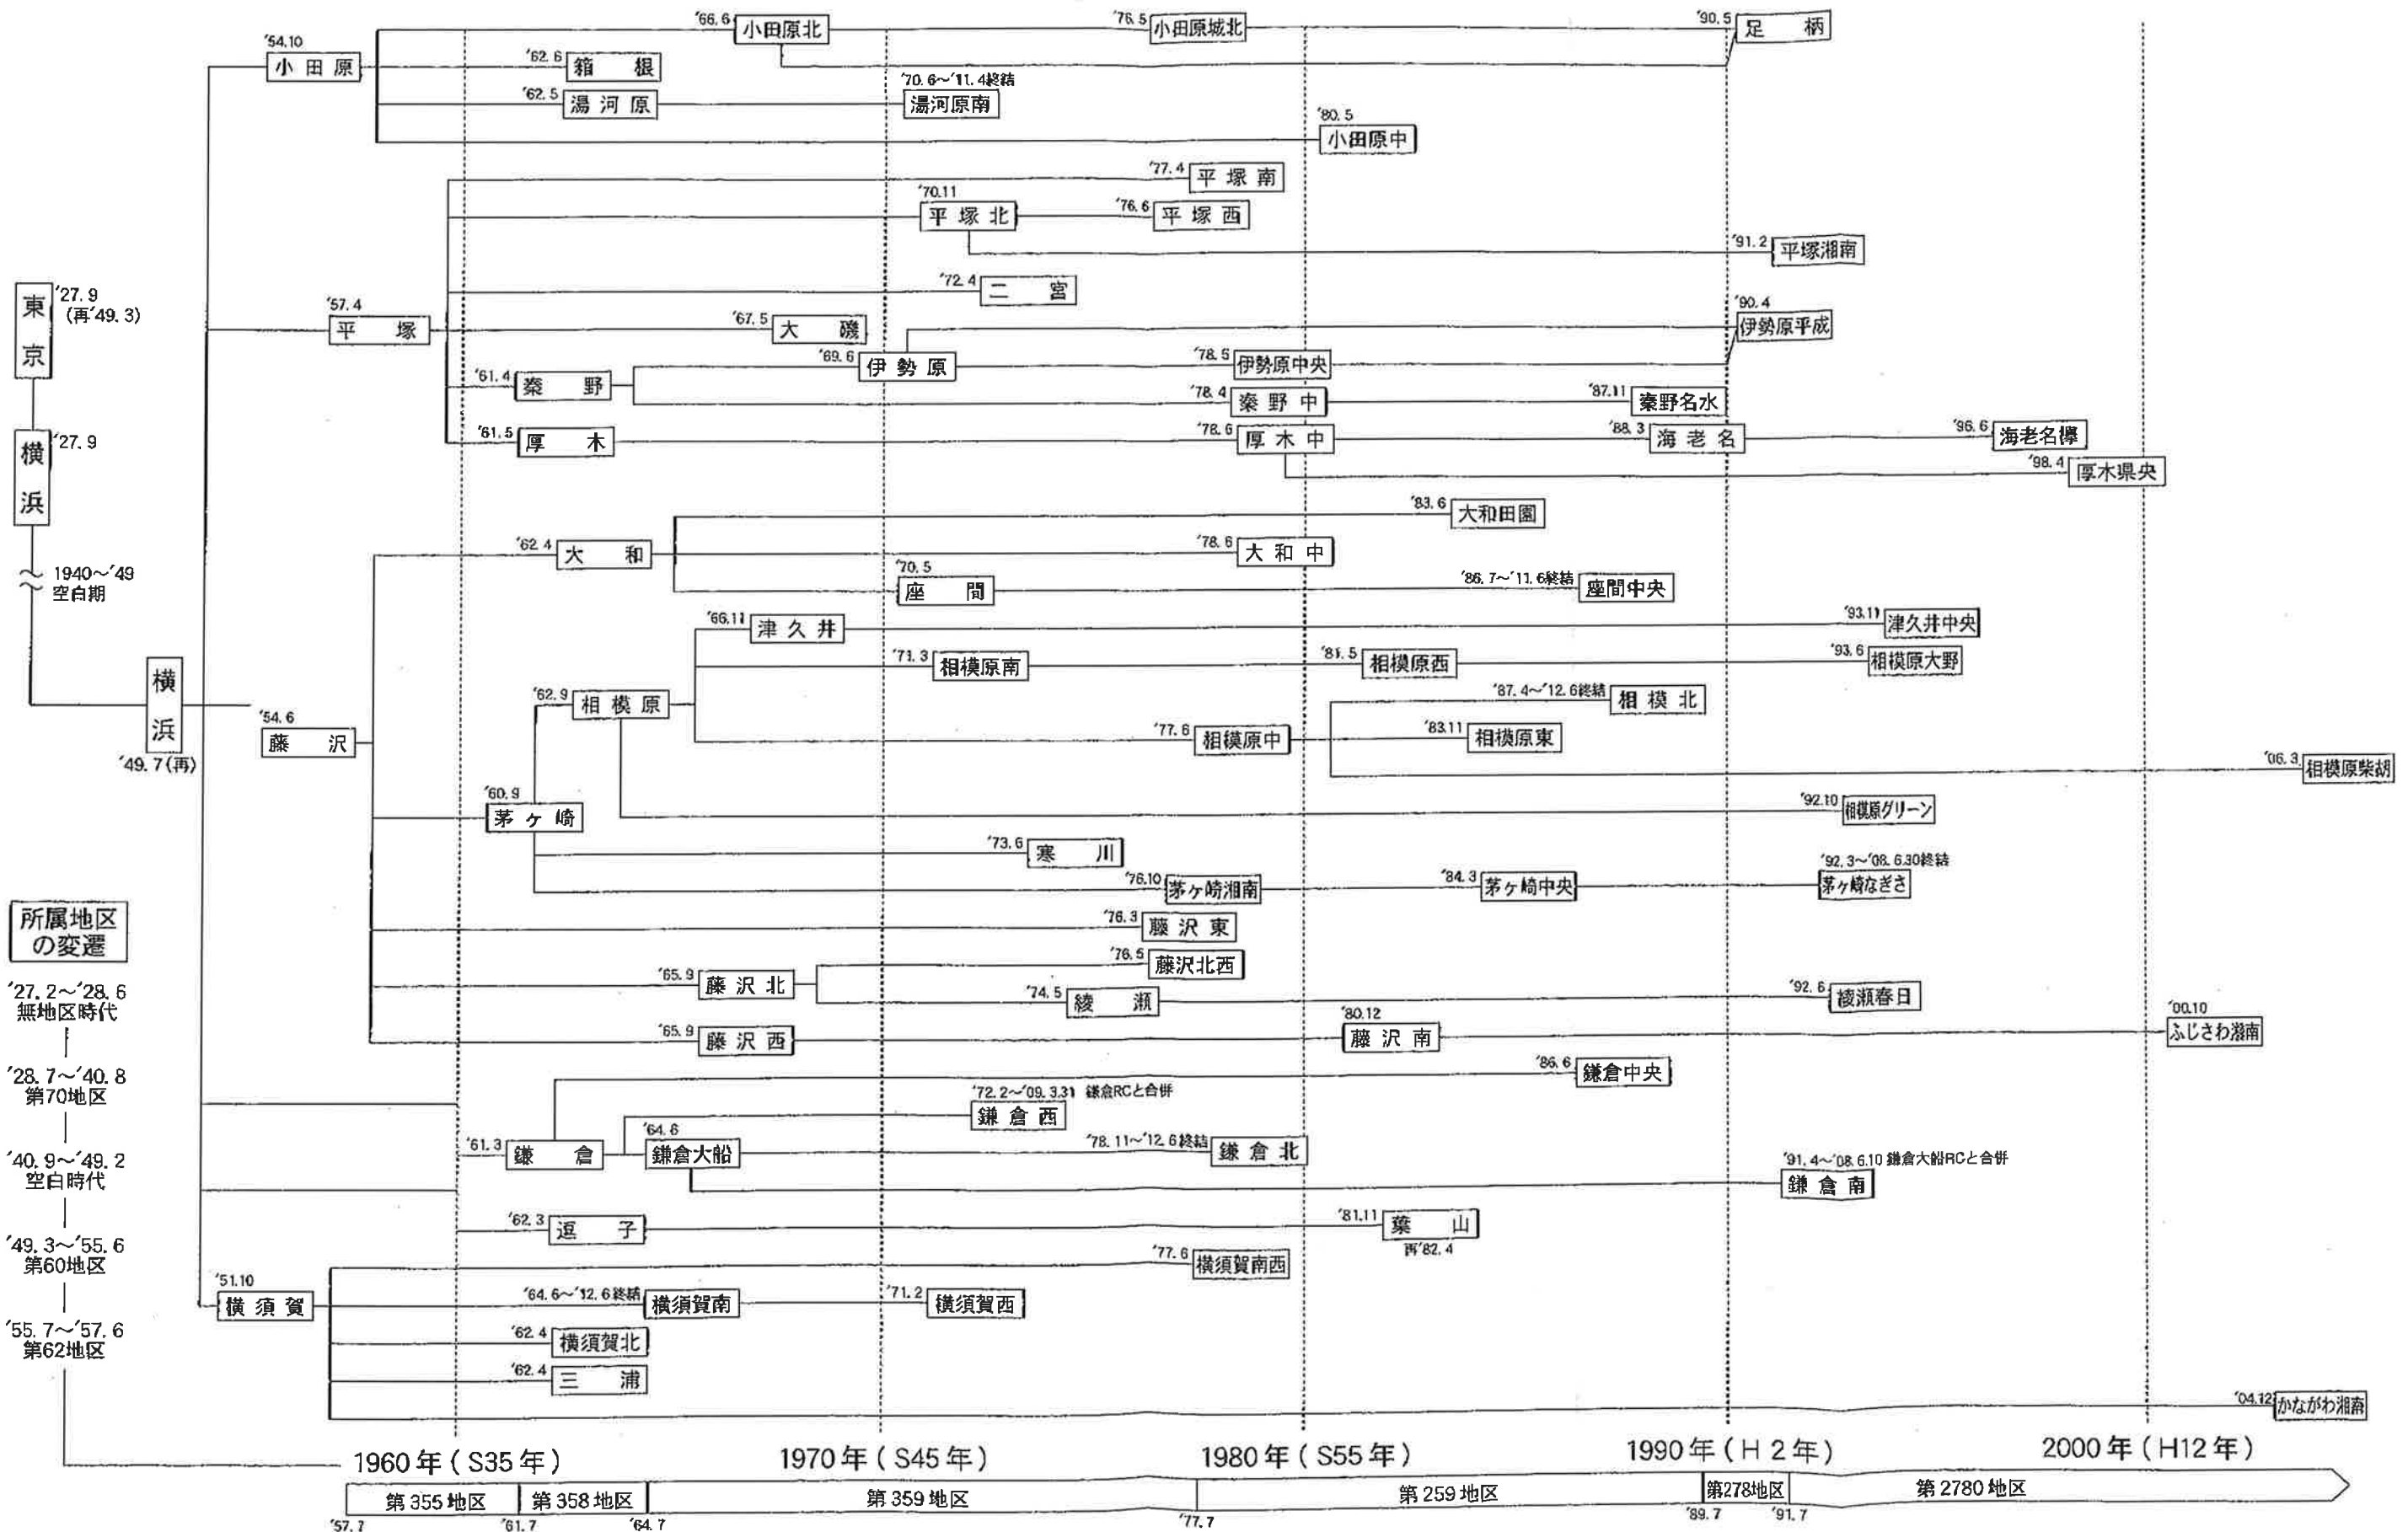 '54.10
小田原
'66.6
小田原北
'76.5
小田原城北
'90.5
足柄
'62.6
箱根
'62.5
湯河原
'70.6～'11.4終結
湯河原南
'80.5
小田原中
'77.4
平塚南
'70.11
平塚北
'76.6
平塚西
'91.2
平塚湘南
'72.4
二宮
'57.4
平塚
'67.5
大磯
'90.4
伊勢原平成
'69.6
伊勢原
'78.5
伊勢原中央
'61.4
秦野
'78.4
秦野中
'87.11
秦野名水
'61.5
厚木
'78.6
厚木中
'88.3
海老名
'96.6
海老名欅
'98.4
厚木県央
東京
'27.9
(再'49.3)
横浜
'27.9
1940～'49
空白期
横浜
'49.7(再)
'54.6
藤沢
'83.6
大和田園
'62.4
大和
'78.6
大和中
'70.5
座間
'86.7～'11.6終結
座間中央
'66.11
津久井
'93.11
津久井中央
'71.3
相模原南
'81.5
相模原西
'93.6
相模原大野
'62.9
相模原
'87.4～'12.6終結
相模北
'77.6
相模原中
'83.11
相模原東
'06.3
相模原柴胡
'60.9
茅ヶ崎
'92.10
相模原グリーン
'73.6
寒川
'76.10
茅ヶ崎湘南
'84.3
茅ヶ崎中央
'92.3～'08.6.30終結
茅ヶ崎なぎさ
'76.3
藤沢東
'65.9
藤沢北
'76.5
藤沢北西
'74.5
綾瀬
'92.6
綾瀬春日
'65.9
藤沢西
'80.12
藤沢南
'00.10
ふじさわ湘南
'86.6
鎌倉中央
'72.2～'09.3.31 鎌倉RCと合併
鎌倉西
'61.3
鎌倉
'64.6
鎌倉大船
'78.11～'12.6終結
鎌倉北
'91.4～'08.6.10 鎌倉大船RCと合併
鎌倉南
'62.3
逗子
'81.11
葉山
再'82.4
'77.6
横須賀南西
'51.10
横須賀
'64.6～'12.6終結
横須賀南
'71.2
横須賀西
'62.4
横須賀北
'62.4
三浦
'04.12
かながわ湘南
所属地区
の変遷
'27.2～'28.6
無地区時代
'28.7～'40.8
第70地区
'40.9～'49.2
空白時代
'49.3～'55.6
第60地区
'55.7～'57.6
第62地区
1960年(S35年)
1970年(S45年)
1980年(S55年)
1990年(H2年)
2000年(H12年)
第355地区
第358地区
第359地区
第259地区
第278地区
第2780地区
'57.7
'61.7
'64.7
'77.7
'89.7
'91.7